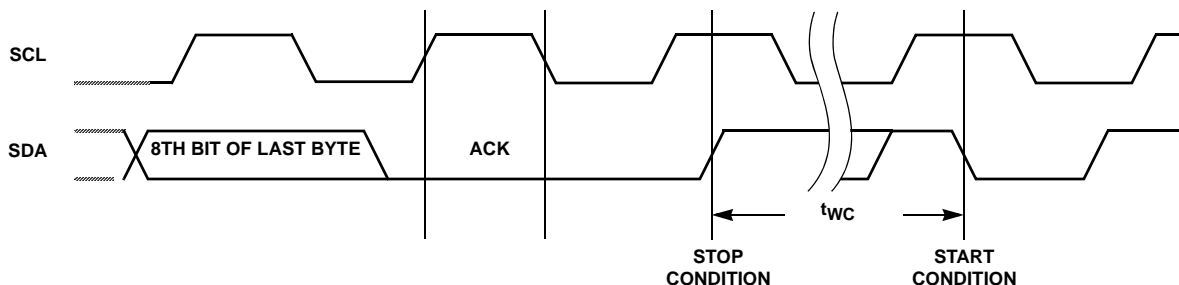 SCL
SDA
8TH BIT OF LAST BYTE
ACK
tWC
STOP
CONDITION
START
CONDITION